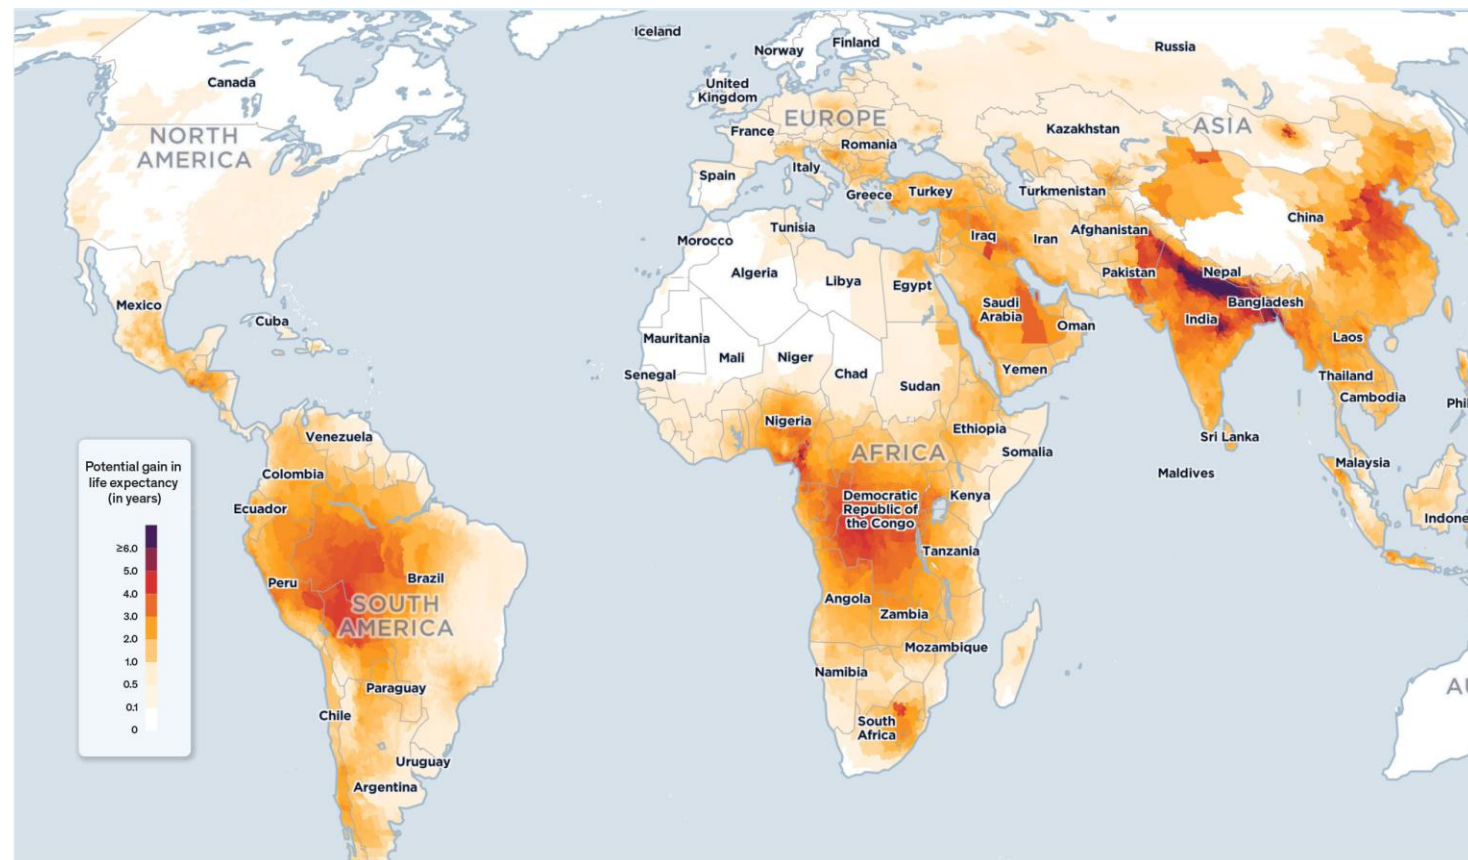 Iceland
Norway
Finland
Russia
Canada
United
Kingdom
NORTH
AMERICA
EUROPE
France
Romania
Kazakhstan
ASIA
Spain
Italy
Greece
Turkey
Turkmenistan
China
Morocco
Tunisia
Iraq
Iran
Afghanistan
Algeria
Libya
Egypt
Pakistan
Nepal
Mexico
Cuba
Saudi
Arabia
Oman
India
Bangladesh
Mauritania
Mali
Niger
Chad
Laos
Senegal
Sudan
Yemen
Thailand
Cambodia
Phil
Nigeria
Ethiopia
AFRICA
Somalia
Sri Lanka
Maldives
Malaysia
Venezuela
Colombia
Ecuador
Democratic
Republic of
the Congo
Kenya
Indone
Tanzania
Peru
Brazil
SOUTH
AMERICA
Angola
Zambia
Mozambique
Namibia
Paraguay
Chile
South
Africa
AU
Uruguay
Argentina
Potential gain in
life expectancy
(in years)
≥6.0
5.0
4.0
3.0
2.0
1.0
0.5
0.1
0